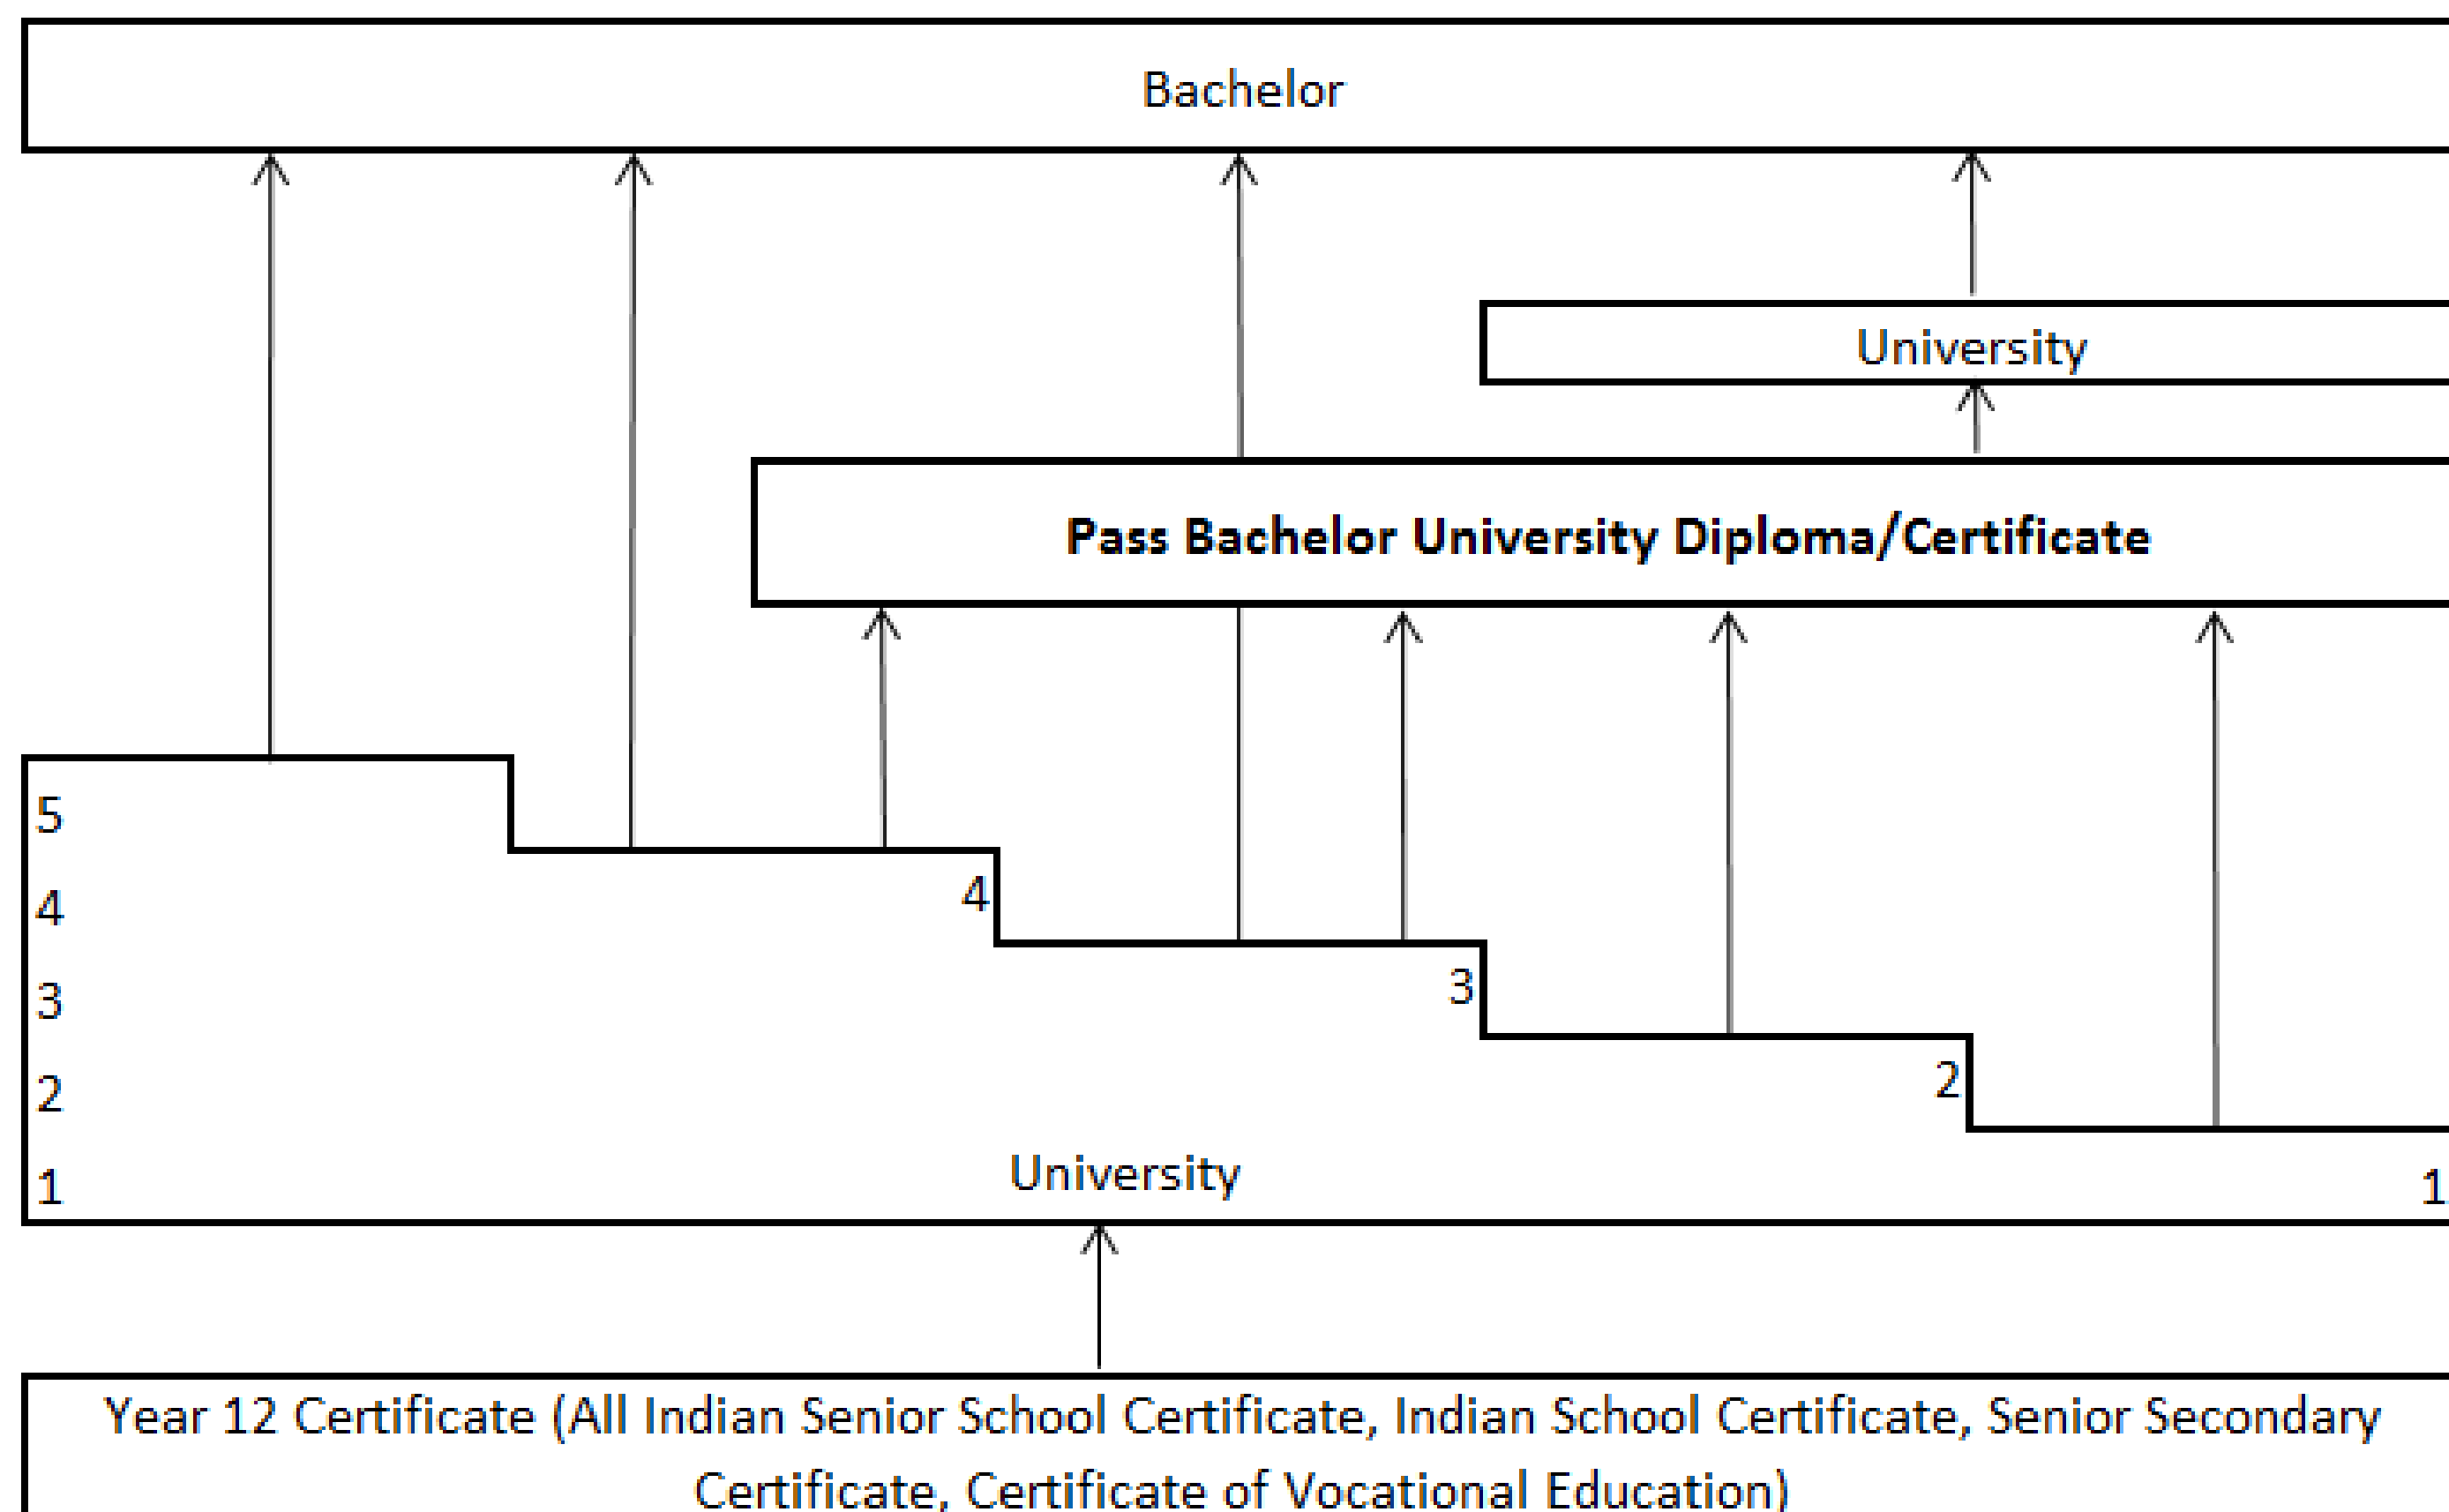 Bachelor
University
Pass Bachelor University Diploma/Certificate
5
4
4
3
3
2
2
University
1
1
Year 12 Certificate (All Indian Senior School Certificate, Indian School Certificate, Senior Secondary
Certificate, Certificate of Vocational Education)